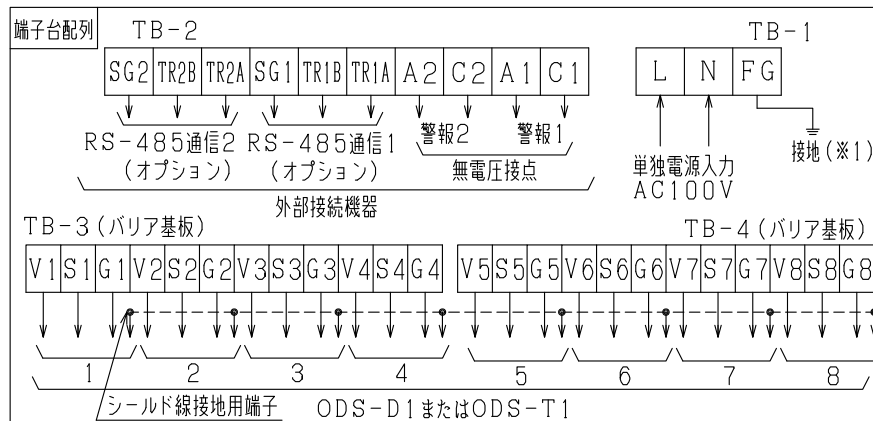 端子台配列
TB-2
TB-1
SG2 TR2B TR2A SG1 TR1B TR1A A2 C2 A1 C1
L N FG
警報2 警報1
RS-485通信2 RS-485通信1
(オプション) (オプション)
無電圧接点
外部接続機器
単独電源入力
AC100V
接地(※1)
TB-3(バリア基板)
TB-4(バリア基板)
V1 S1 G1 V2 S2 G2 V3 S3 G3 V4 S4 G4
V5 S5 G5 V6 S6 G6 V7 S7 G7 V8 S8 G8
1 2 3 4 5 6 7 8
シールド線接地用端子
ODS-D1またはODS-T1